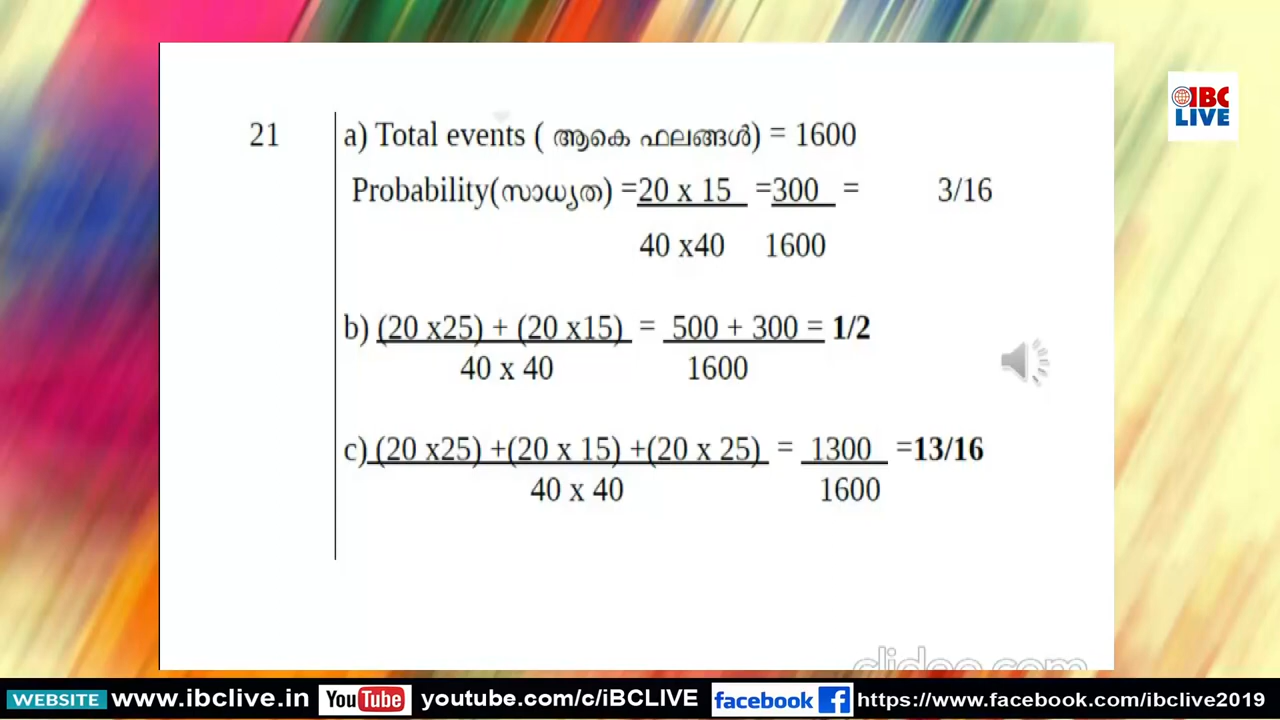 IBC
LIVE
21 a) Total events ( ആകെ ഫലങ്ങൾ) = 1600
Probability(സാധ്യത) =20 x 15 =300 = 3/16
40 x40 1600
b) (20 x25) + (20 x15) = 500 + 300 = 1/2
40 x 40 1600
c) (20 x25) +(20 x 15) +(20 x 25) = 1300 =13/16
40 x 40 1600
clideo.com
WEBSITE www.ibclive.in YouTube youtube.com/c/iBCLIVE facebook f https://www.facebook.com/ibclive2019